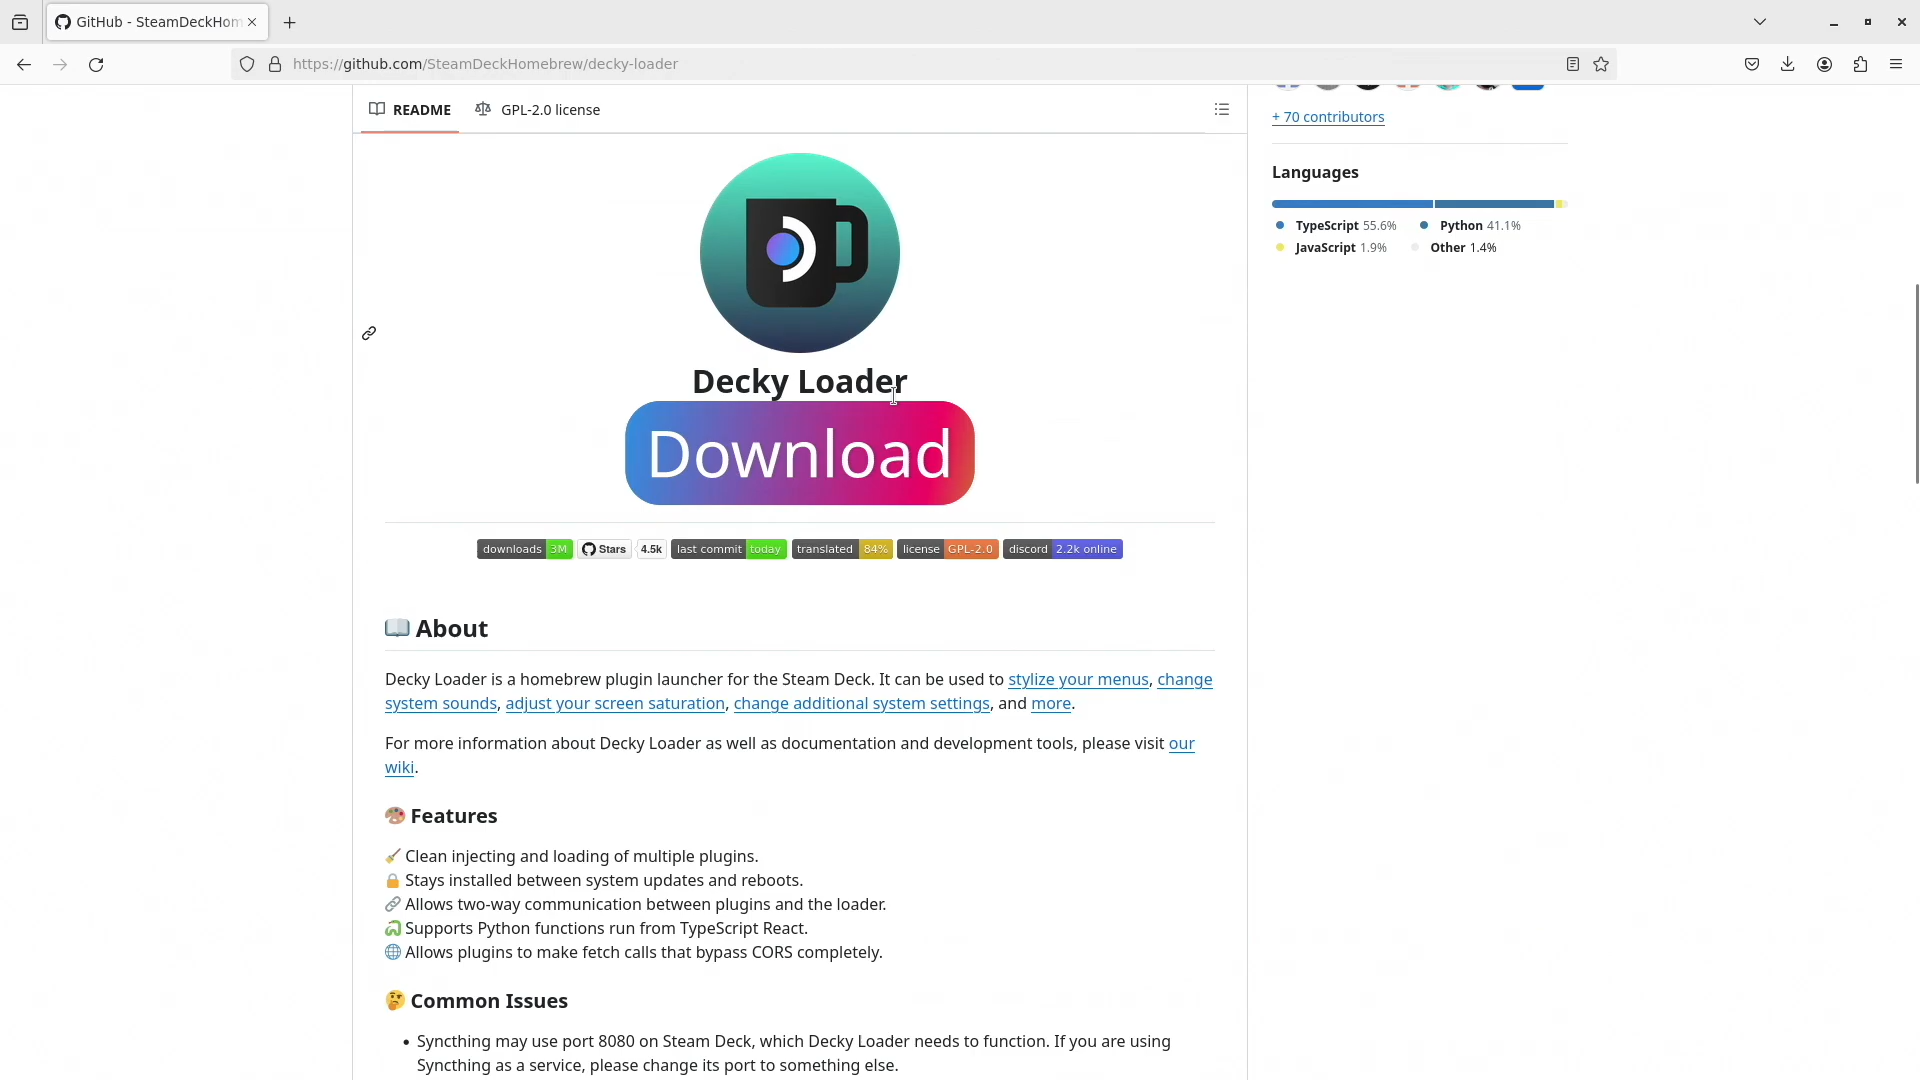 GitHub - SteamDeckHom
https://github.com/SteamDeckHomebrew/decky-loader
README
GPL-2.0 license
+ 70 contributors
Languages
TypeScript 55.6%
Python 41.1%
JavaScript 1.9%
Other 1.4%
Decky Loader
Download
downloads 3M
Stars 4.5k
last commit today
translated 84%
license GPL-2.0
discord 2.2k online
About
Decky Loader is a homebrew plugin launcher for the Steam Deck. It can be used to stylize your menus, change
system sounds, adjust your screen saturation, change additional system settings, and more.
For more information about Decky Loader as well as documentation and development tools, please visit our
wiki.
Features
Clean injecting and loading of multiple plugins.
Stays installed between system updates and reboots.
Allows two-way communication between plugins and the loader.
Supports Python functions run from TypeScript React.
Allows plugins to make fetch calls that bypass CORS completely.
Common Issues
Syncthing may use port 8080 on Steam Deck, which Decky Loader needs to function. If you are using
Syncthing as a service, please change its port to something else.